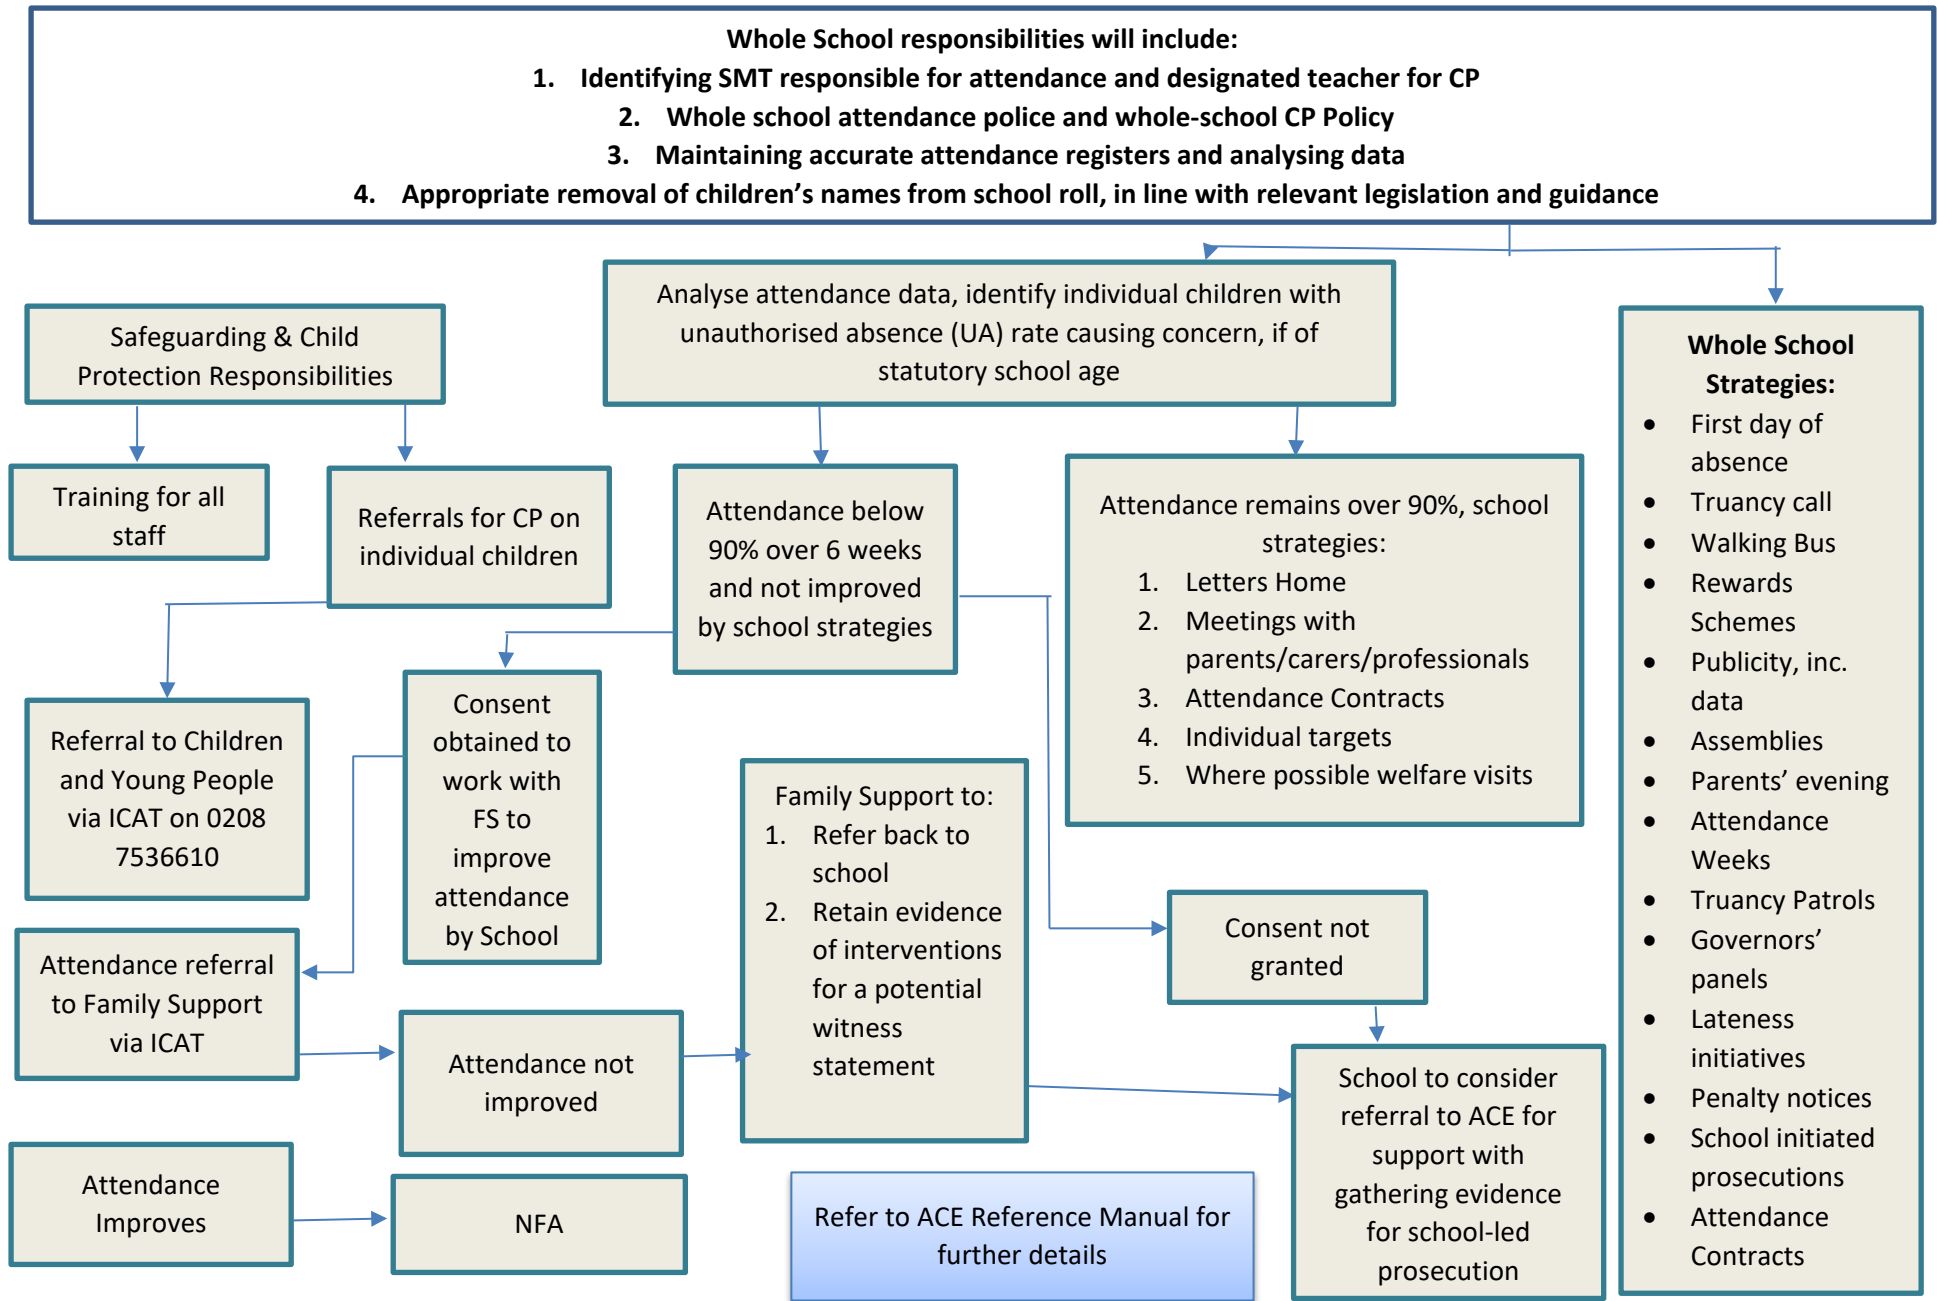 Whole School responsibilities will include:
1. Identifying SMT responsible for attendance and designated teacher for CP
2. Whole school attendance police and whole-school CP Policy
3. Maintaining accurate attendance registers and analysing data
4. Appropriate removal of children’s names from school roll, in line with relevant legislation and guidance
Safeguarding & Child
Protection Responsibilities
Training for all
staff
Referrals for CP on
individual children
Referral to Children
and Young People
via ICAT on 0208
7536610
Analyse attendance data, identify individual children with
unauthorised absence (UA) rate causing concern, if of
statutory school age
Attendance below
90% over 6 weeks
and not improved
by school strategies
Attendance remains over 90%, school
strategies:
1. Letters Home
2. Meetings with
parents/carers/professionals
3. Attendance Contracts
4. Individual targets
5. Where possible welfare visits
Consent
obtained to
work with
FS to
improve
attendance
by School
Attendance referral
to Family Support
via ICAT
Attendance not
improved
Family Support to:
1. Refer back to
school
2. Retain evidence
of interventions
for a potential
witness
statement
Consent not
granted
School to consider
referral to ACE for
support with
gathering evidence
for school-led
prosecution
Attendance
Improves
NFA
Refer to ACE Reference Manual for
further details
Whole School
Strategies:
• First day of
absence
• Truancy call
• Walking Bus
• Rewards
Schemes
• Publicity, inc.
data
• Assemblies
• Parents’ evening
• Attendance
Weeks
• Truancy Patrols
• Governors’
panels
• Lateness
initiatives
• Penalty notices
• School initiated
prosecutions
• Attendance
Contracts